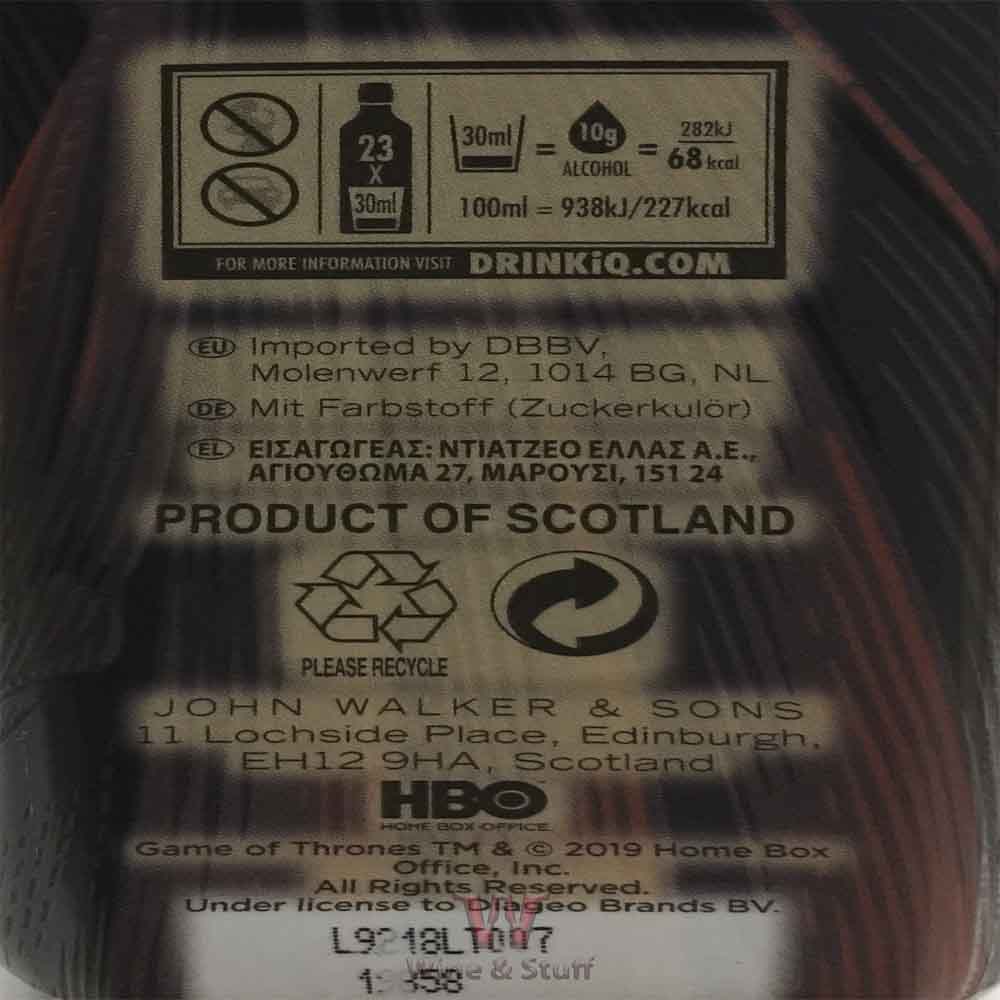 23
X
30ml
30ml = 10g ALCOHOL = 282kJ 68 kcal
100ml = 938kJ/227kcal
FOR MORE INFORMATION VISIT DRINKiQ.COM
EU Imported by DBBV,
Molenwerf 12, 1014 BG, NL
DE Mit Farbstoff (Zuckerkulör)
EL ΕΙΣΑΓΩΓΕΑΣ: ΝΤΙΑΤΖΕΟ ΕΛΛΑΣ Α.Ε.,
ΑΓΙΟΥ ΘΩΜΑ 27, ΜΑΡΟΥΣΙ, 151 24
PRODUCT OF SCOTLAND
PLEASE RECYCLE
JOHN WALKER & SONS
11 Lochside Place, Edinburgh,
EH12 9HA, Scotland
HBO
HOME BOX OFFICE
Game of Thrones TM & © 2019 Home Box
Office, Inc.
All Rights Reserved.
Under license to Diageo Brands BV.
Wine & Stuff